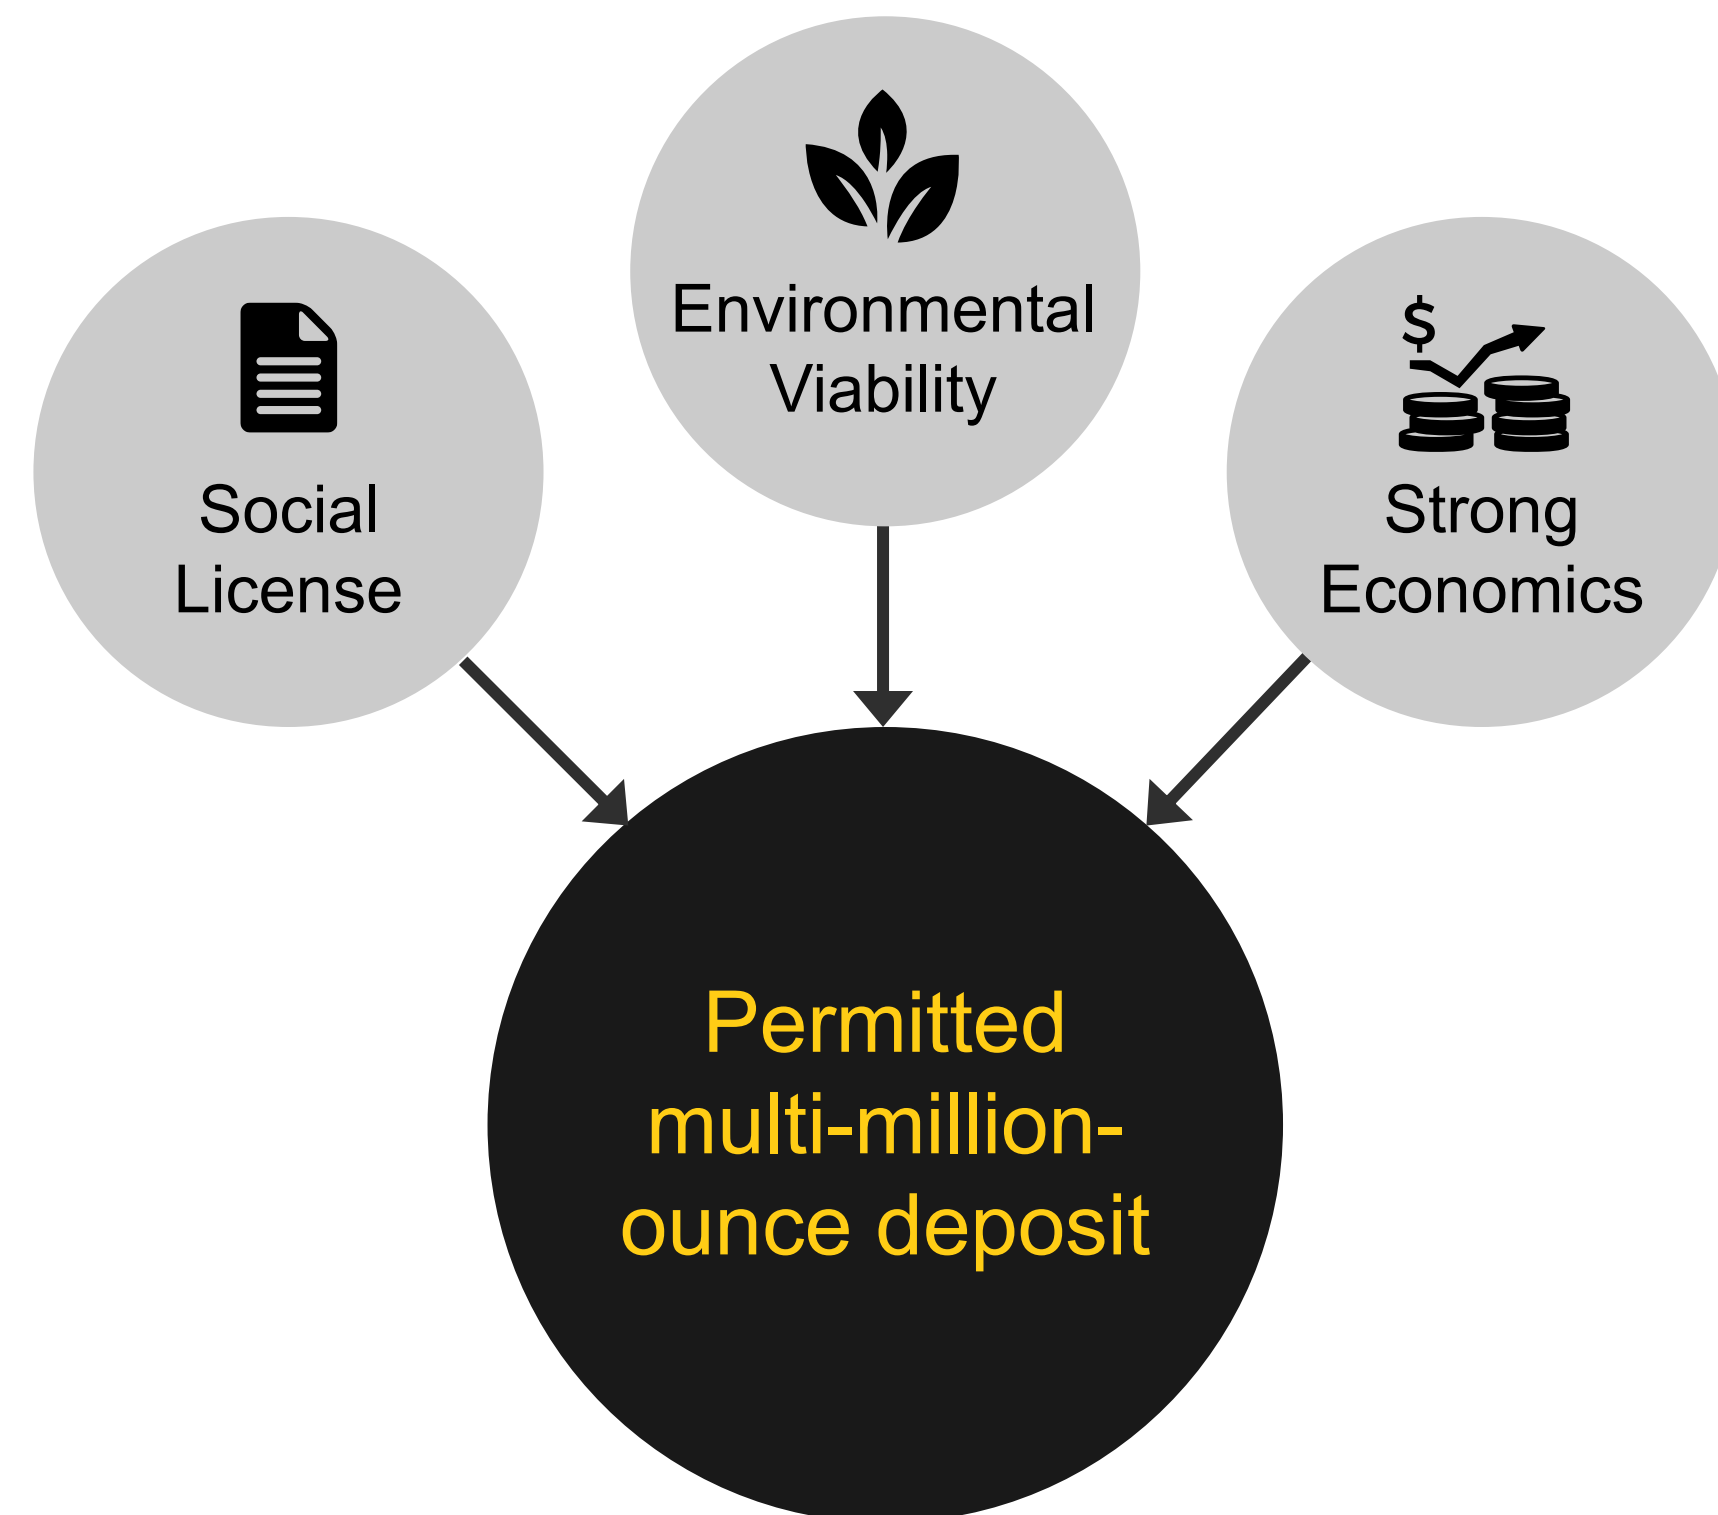 Social
License
Environmental
Viability
$
Strong
Economics
Permitted
multi-million-
ounce deposit